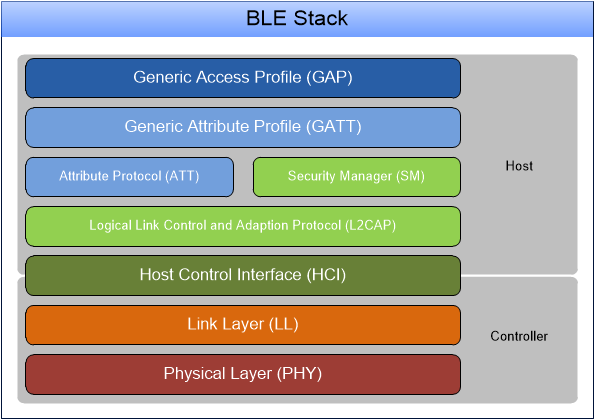 BLE Stack
Generic Access Profile (GAP)
Generic Attribute Profile (GATT)
Attribute Protocol (ATT)
Security Manager (SM)
Host
Logical Link Control and Adaption Protocol (L2CAP)
Host Control Interface (HCI)
Link Layer (LL)
Controller
Physical Layer (PHY)